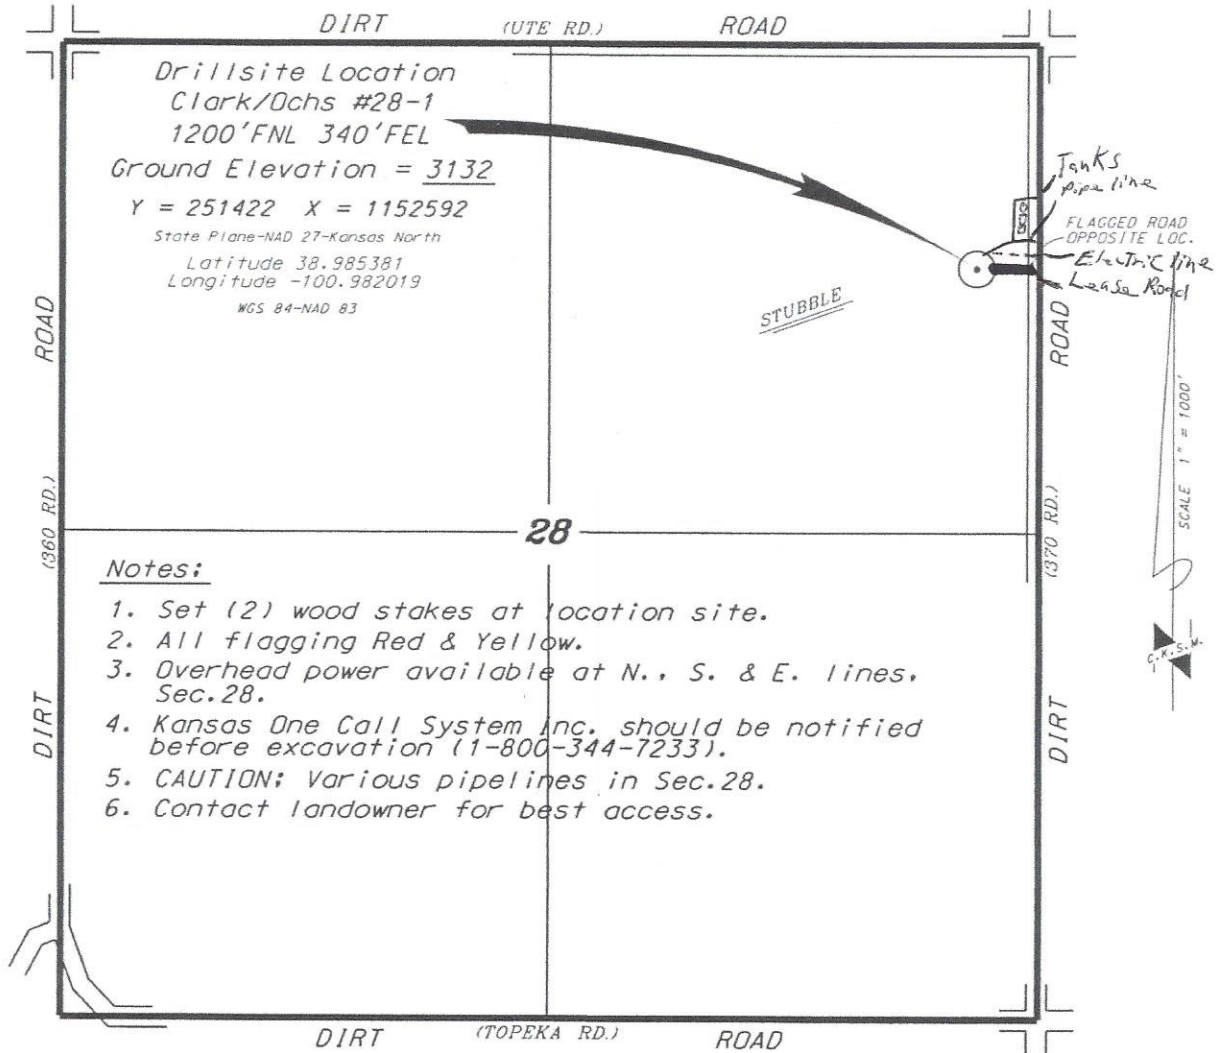 DIRT (UTE RD.) ROAD
Drillsite Location
Clark/Ochs #28-1
1200'FNL 340'FEL
Ground Elevation = 3132
Y = 251422 X = 1152592
State Plane-NAD 27-Kansas North
Latitude 38.985381
Longitude -100.982019
WGS 84-NAD 83
Tanks
pipe line
FLAGGED ROAD
OPPOSITE LOC.
Electric line
Lease Road
STUBBLE
ROAD
ROAD
SCALE 1" = 1000'
(360 RD.)
28
(370 RD.)
C.K.S.W.
DIRT
DIRT
Notes:
1. Set (2) wood stakes at location site.
2. All flagging Red & Yellow.
3. Overhead power available at N., S. & E. lines,
Sec.28.
4. Kansas One Call System Inc. should be notified
before excavation (1-800-344-7233).
5. CAUTION: Various pipelines in Sec.28.
6. Contact landowner for best access.
DIRT (TOPEKA RD.) ROAD